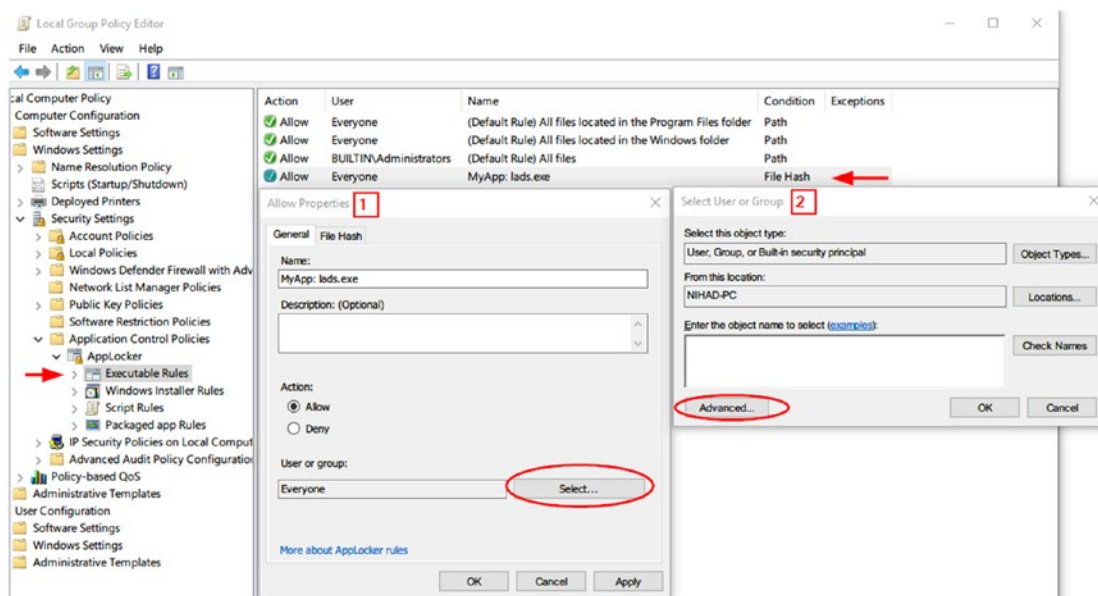 Local Group Policy Editor
File Action View Help
cal Computer Policy
Computer Configuration
Software Settings
Windows Settings
Name Resolution Policy
Scripts (Startup/Shutdown)
Deployed Printers
Security Settings
Account Policies
Local Policies
Windows Defender Firewall with Adv
Network List Manager Policies
Public Key Policies
Software Restriction Policies
Application Control Policies
AppLocker
Executable Rules
Windows Installer Rules
Script Rules
Packaged app Rules
IP Security Policies on Local Comput
Advanced Audit Policy Configuration
Policy-based QoS
Administrative Templates
User Configuration
Software Settings
Windows Settings
Administrative Templates
Action User Name Condition Exceptions
Allow Everyone (Default Rule) All files located in the Program Files folder Path
Allow Everyone (Default Rule) All files located in the Windows folder Path
Allow BUILTIN\Administrators (Default Rule) All files Path
Allow Everyone MyApp: lads.exe File Hash
Allow Properties 1
General File Hash
Name:
MyApp: lads.exe
Description: (Optional)
Action:
Allow
Deny
User or group:
Everyone Select...
More about AppLocker rules
OK Cancel Apply
Select User or Group 2
Select this object type:
User, Group, or Built-in security principal Object Types...
From this location:
NIHAD-PC Locations...
Enter the object name to select (examples):
Check Names
Advanced... OK Cancel